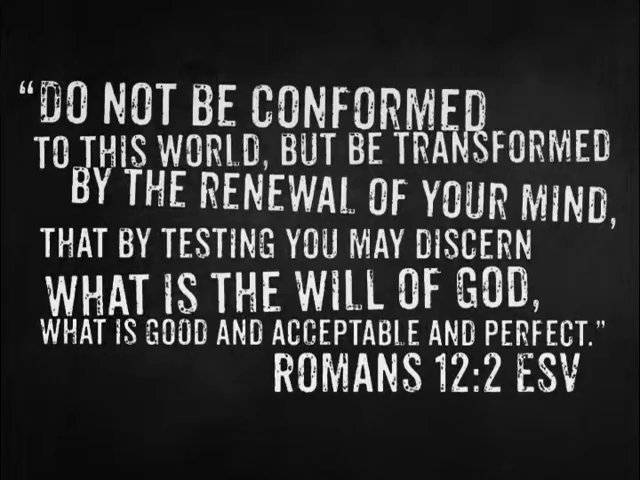 “DO NOT BE CONFORMED
TO THIS WORLD, BUT BE TRANSFORMED
BY THE RENEWAL OF YOUR MIND,
THAT BY TESTING YOU MAY DISCERN
WHAT IS THE WILL OF GOD,
WHAT IS GOOD AND ACCEPTABLE AND PERFECT.”
ROMANS 12:2 ESV